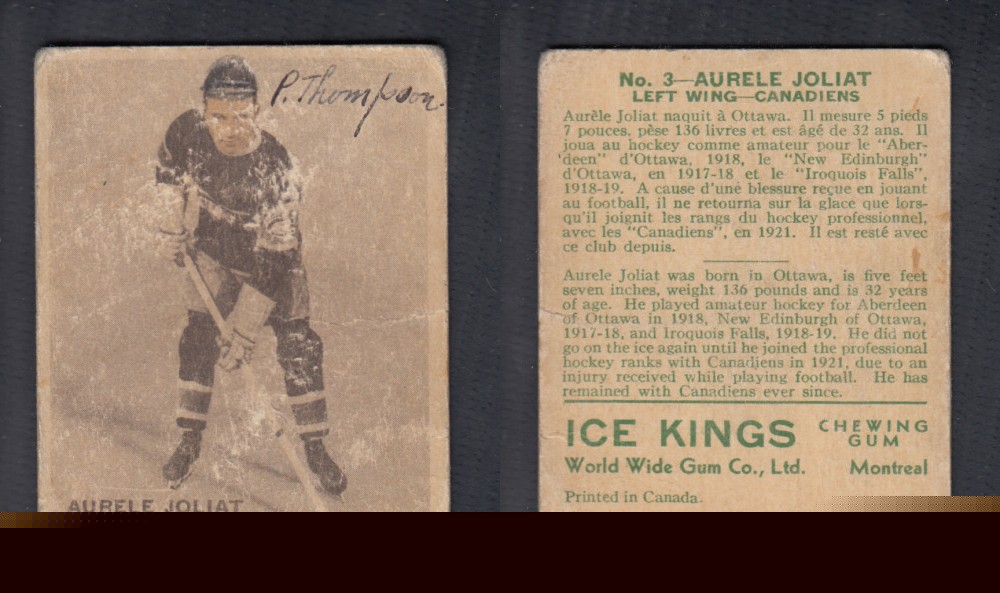 P. Thompson.
AURELE JOLIAT
No. 3—AURELE JOLIAT
LEFT WING—CANADIENS
Aurèle Joliat naquit à Ottawa. Il mesure 5 pieds
7 pouces, pèse 136 livres et est âgé de 32 ans. Il
joua au hockey comme amateur pour le "Aber-
deen" d'Ottawa, 1918, le "New Edinburgh"
d'Ottawa, en 1917-18 et le "Iroquois Falls",
1918-19. A cause d'une blessure reçue en jouant
au football, il ne retourna sur la glace que lors-
qu'il joignit les rangs du hockey professionnel,
avec les "Canadiens", en 1921. Il est resté avec
ce club depuis.
Aurele Joliat was born in Ottawa, is five feet
seven inches, weight 136 pounds and is 32 years
of age. He played amateur hockey for Aberdeen
of Ottawa in 1918, New Edinburgh of Ottawa,
1917-18, and Iroquois Falls, 1918-19. He did not
go on the ice again until he joined the professional
hockey ranks with Canadiens in 1921, due to an
injury received while playing football. He has
remained with Canadiens ever since.
ICE KINGS CHEWING GUM
World Wide Gum Co., Ltd. Montreal
Printed in Canada.